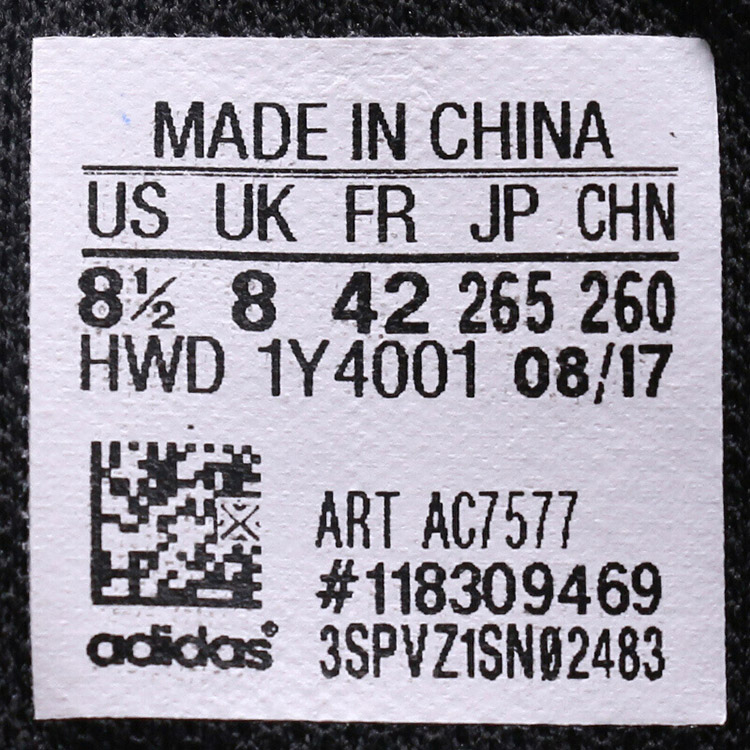 MADE IN CHINA
US UK FR JP CHN
8½ 8 42 265 260
HWD 1Y4001 08/17
ART AC7577
#118309469
adidas® 3SPVZ1SN02483